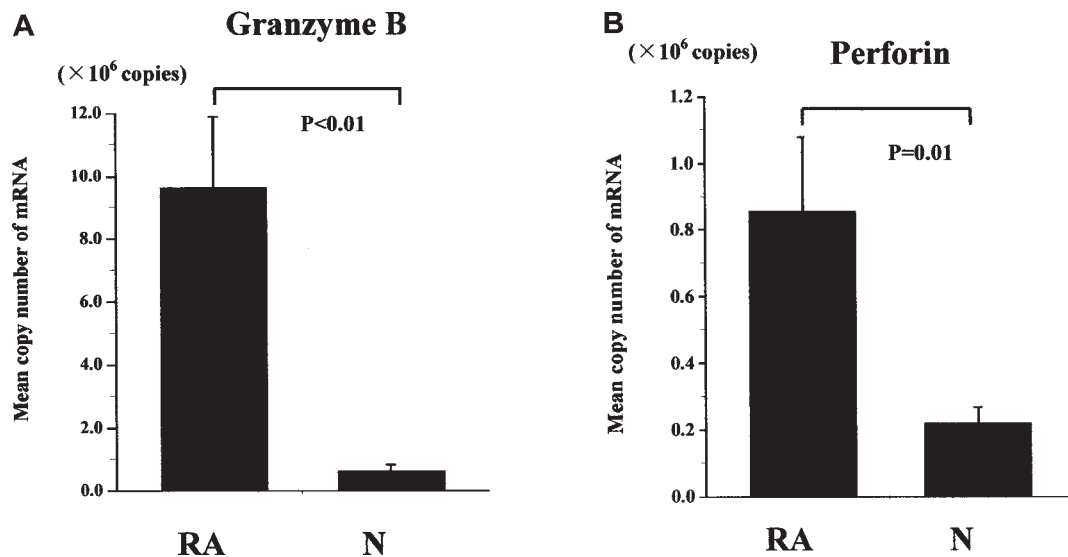 A
Granzyme B
(×10⁶ copies)
P<0.01
Mean copy number of mRNA
12.0
10.0
8.0
6.0
4.0
2.0
0.0
RA N
B
(×10⁶ copies)
Perforin
P=0.01
Mean copy number of mRNA
1.2
1.0
0.8
0.6
0.4
0.2
0.0
RA N